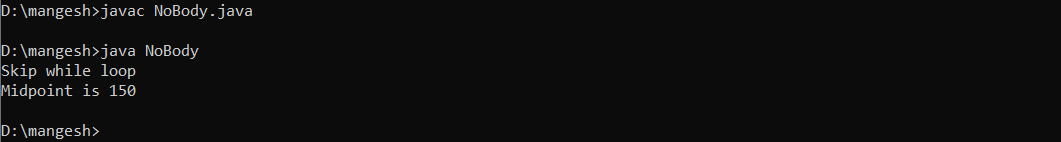 D:\mangesh>javac NoBody.java
D:\mangesh>java NoBody
Skip while loop
Midpoint is 150
D:\mangesh>